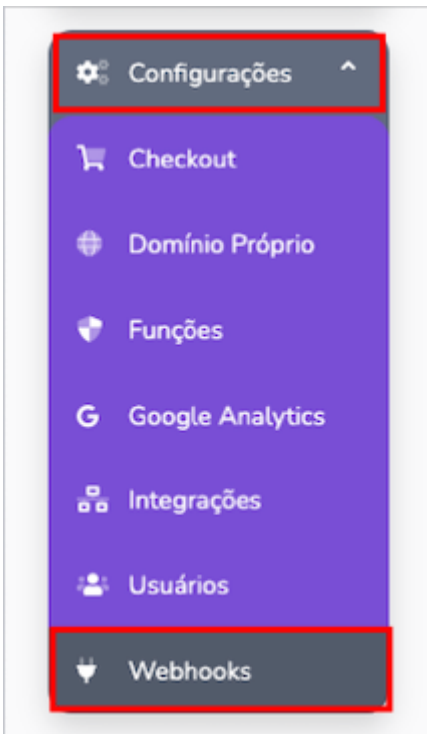 Configurações
Checkout
Domínio Próprio
Funções
Google Analytics
Integrações
Usuários
Webhooks